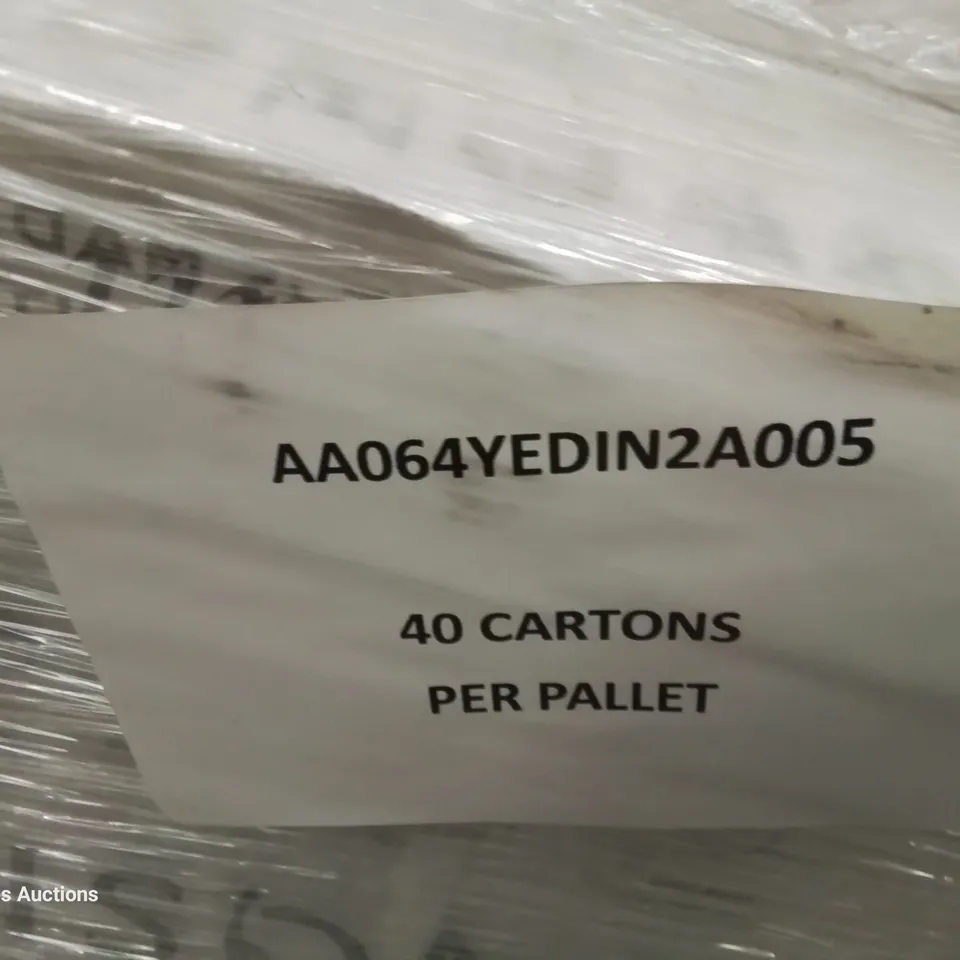 AA064YEDIN2A005
40 CARTONS
PER PALLET
s Auctions